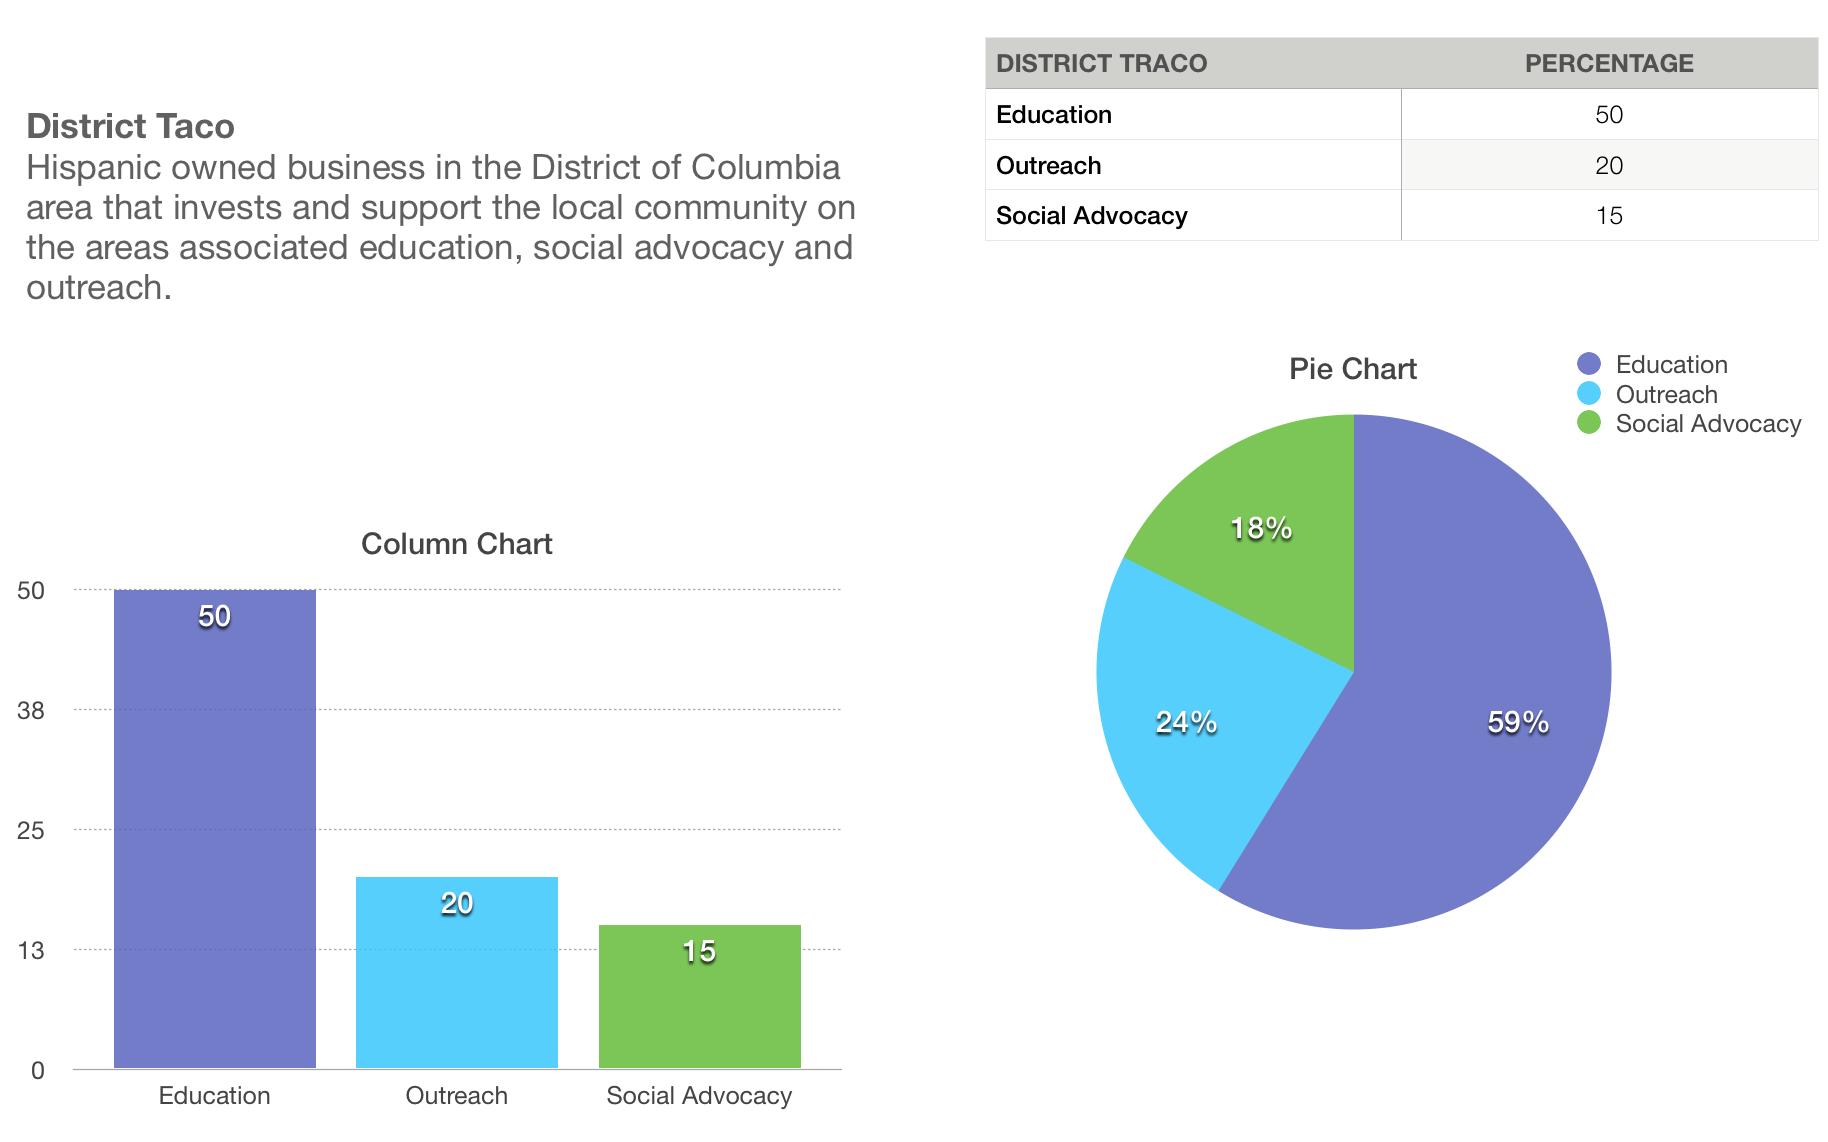 District Taco
Hispanic owned business in the District of Columbia
area that invests and support the local community on
the areas associated education, social advocacy and
outreach.
DISTRICT TRACO PERCENTAGE
Education 50
Outreach 20
Social Advocacy 15
Column Chart
50
38
25
13
0
50
20
15
Education Outreach Social Advocacy
Pie Chart
Education
Outreach
Social Advocacy
18%
24%
59%